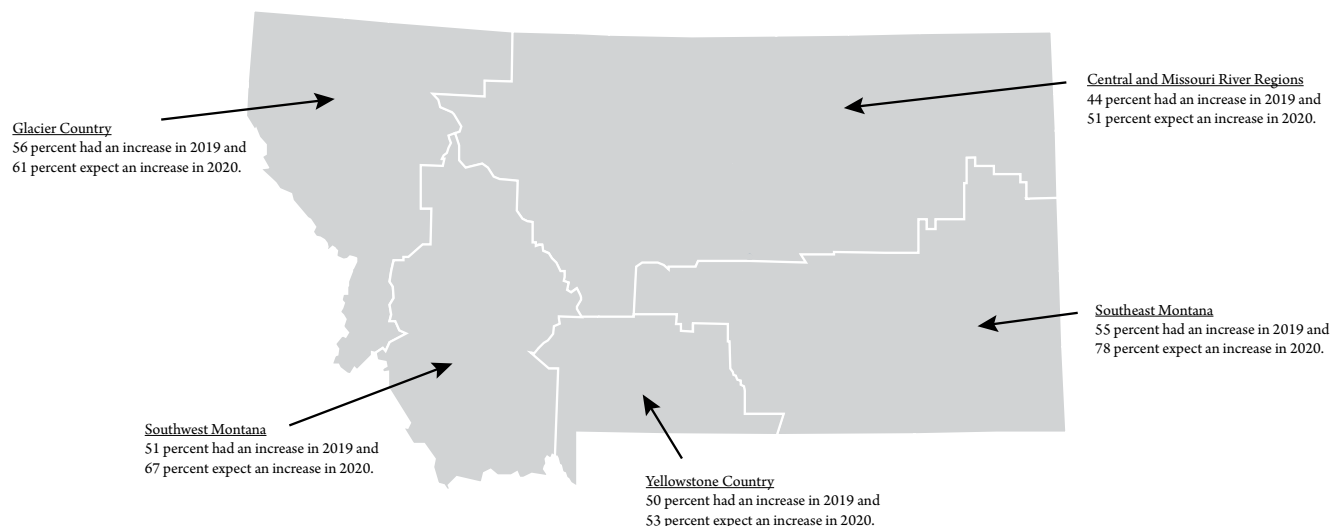 Central and Missouri River Regions
44 percent had an increase in 2019 and
51 percent expect an increase in 2020.
Glacier Country
56 percent had an increase in 2019 and
61 percent expect an increase in 2020.
Southeast Montana
55 percent had an increase in 2019 and
78 percent expect an increase in 2020.
Southwest Montana
51 percent had an increase in 2019 and
67 percent expect an increase in 2020.
Yellowstone Country
50 percent had an increase in 2019 and
53 percent expect an increase in 2020.